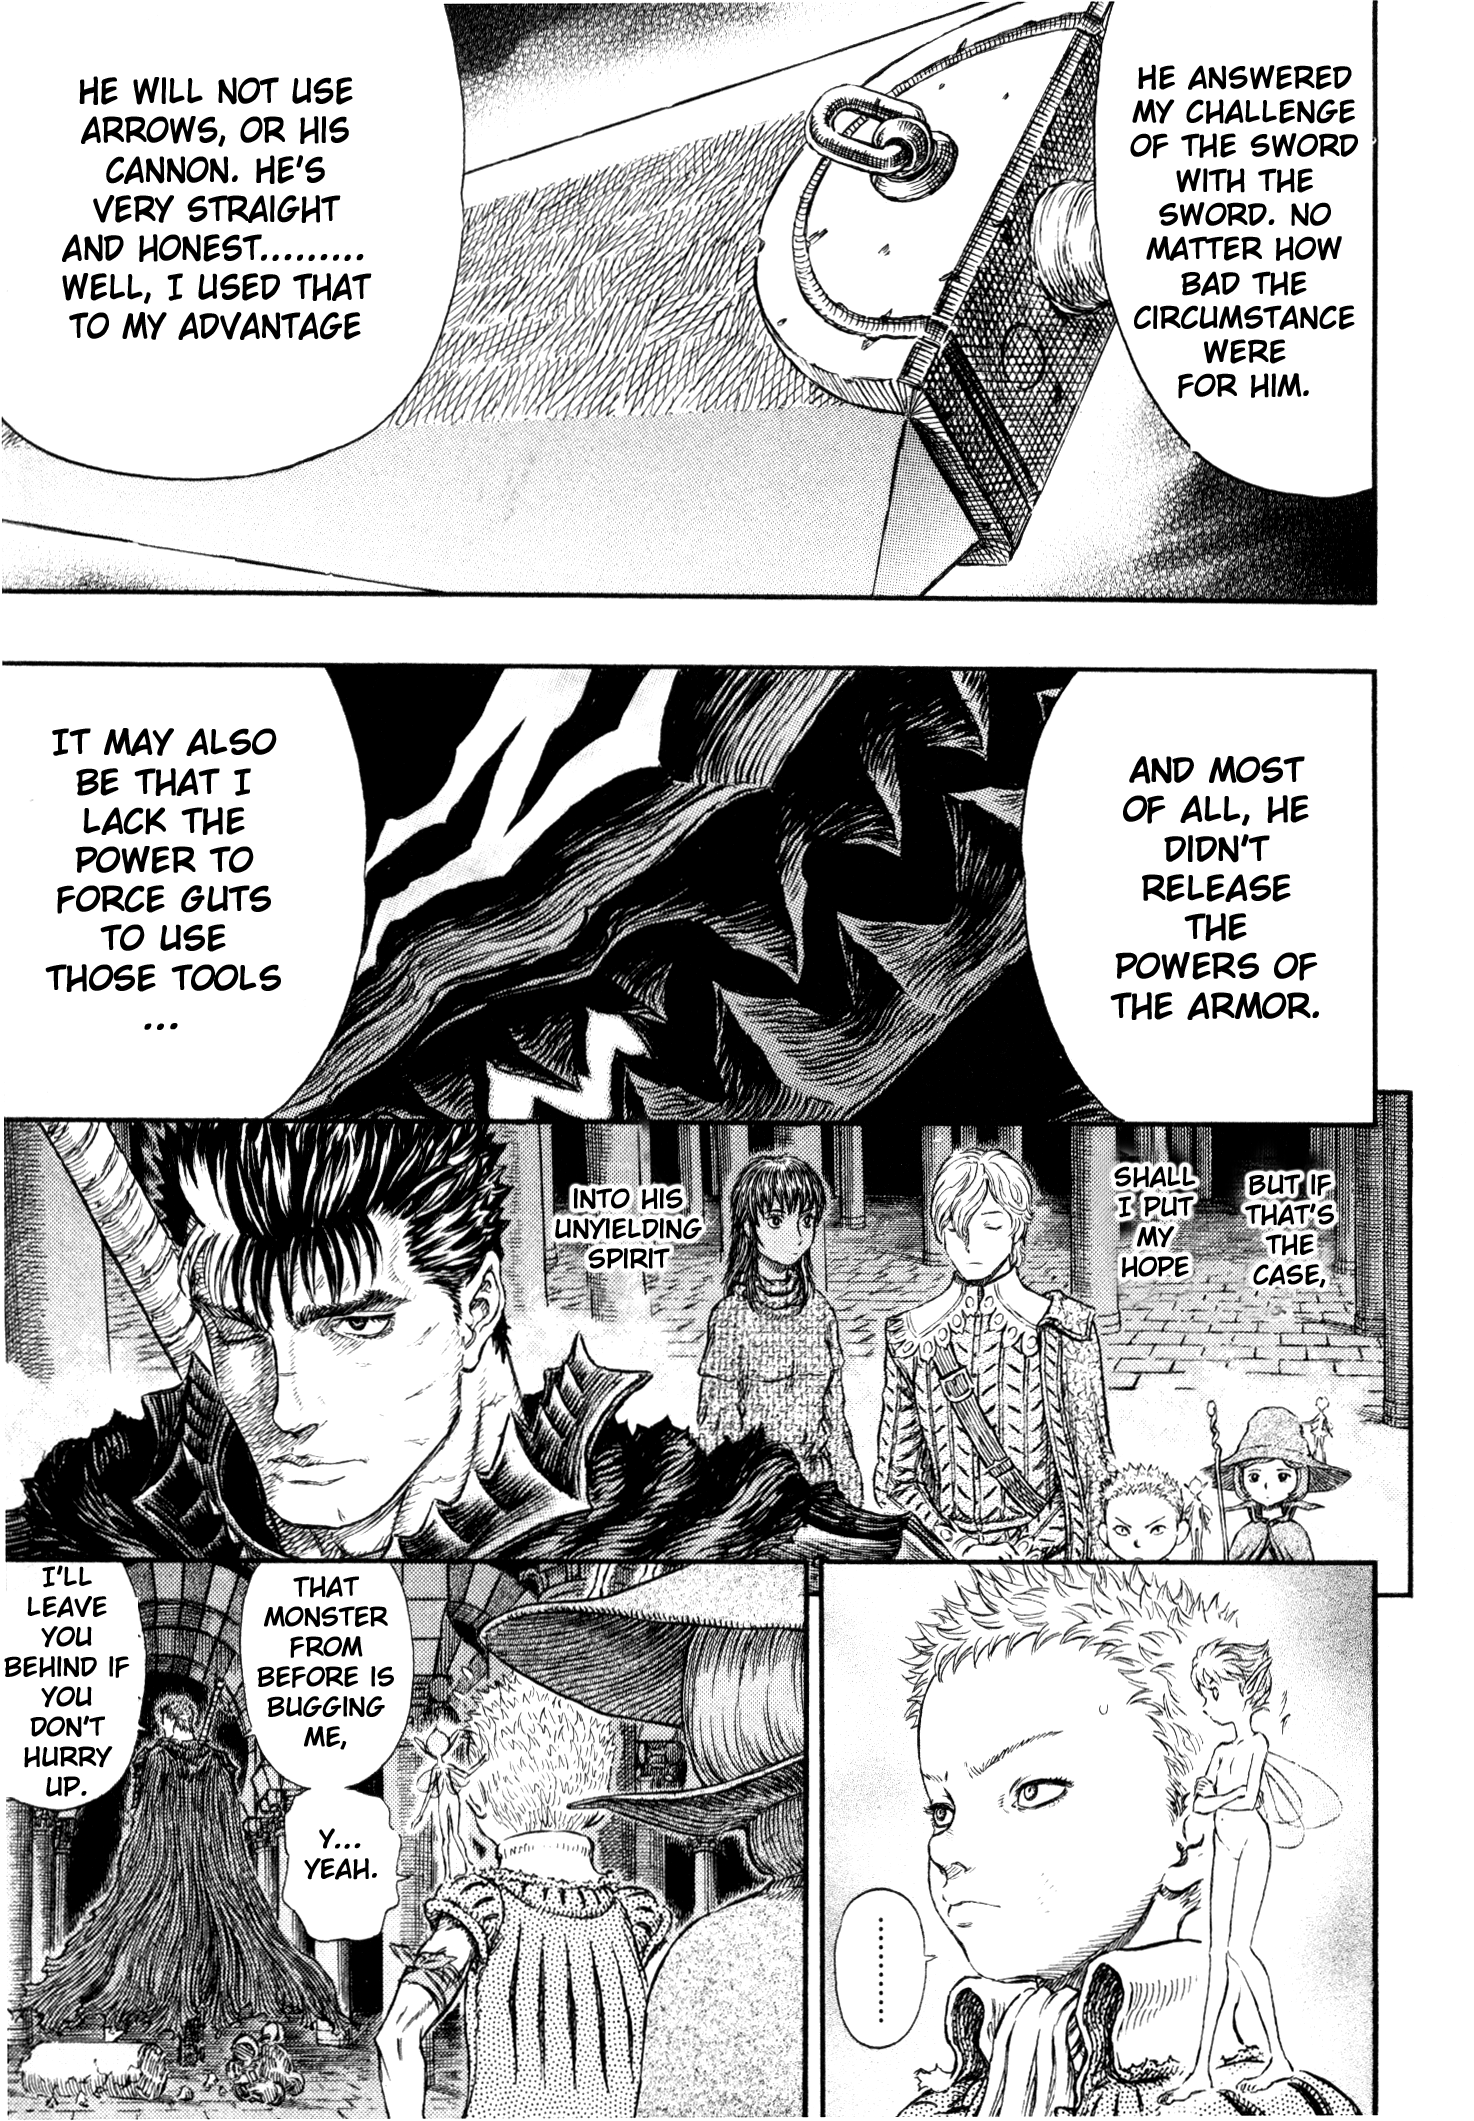 HE ANSWERED
MY CHALLENGE
OF THE SWORD
WITH THE
SWORD. NO
MATTER HOW
BAD THE
CIRCUMSTANCE
WERE
FOR HIM.
HE WILL NOT USE
ARROWS, OR HIS
CANNON. HE'S
VERY STRAIGHT
AND HONEST.........
WELL, I USED THAT
TO MY ADVANTAGE
AND MOST
OF ALL, HE
DIDN'T
RELEASE
THE
POWERS OF
THE ARMOR.
IT MAY ALSO
BE THAT I
LACK THE
POWER TO
FORCE GUTS
TO USE
THOSE TOOLS
...
BUT IF
THAT'S
THE
CASE,
SHALL
I PUT
MY
HOPE
INTO HIS
UNYIELDING
SPIRIT
.........
THAT
MONSTER
FROM
BEFORE IS
BUGGING
ME,
Y...
YEAH.
I'LL
LEAVE
YOU
BEHIND IF
YOU
DON'T
HURRY
UP.